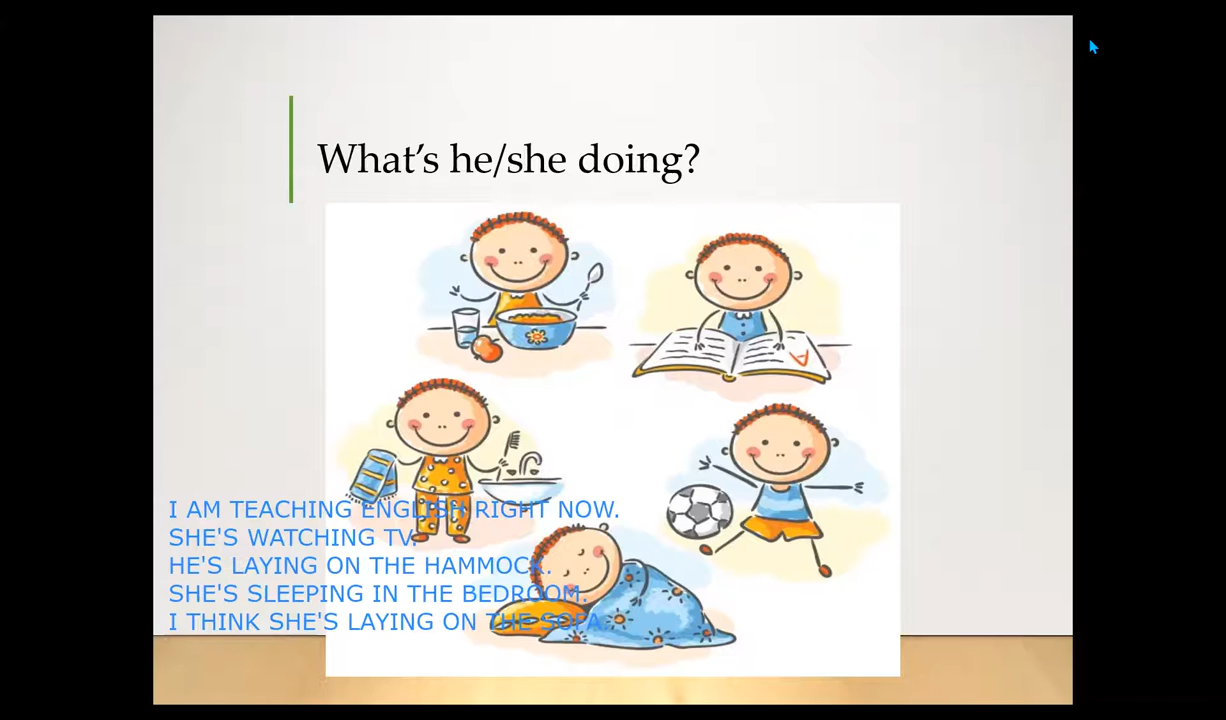 What's he/she doing?
I AM TEACHING ENGLISH RIGHT NOW.
SHE'S WATCHING TV.
HE'S LAYING ON THE HAMMOCK.
SHE'S SLEEPING IN THE BEDROOM.
I THINK SHE'S LAYING ON THE SOFA.